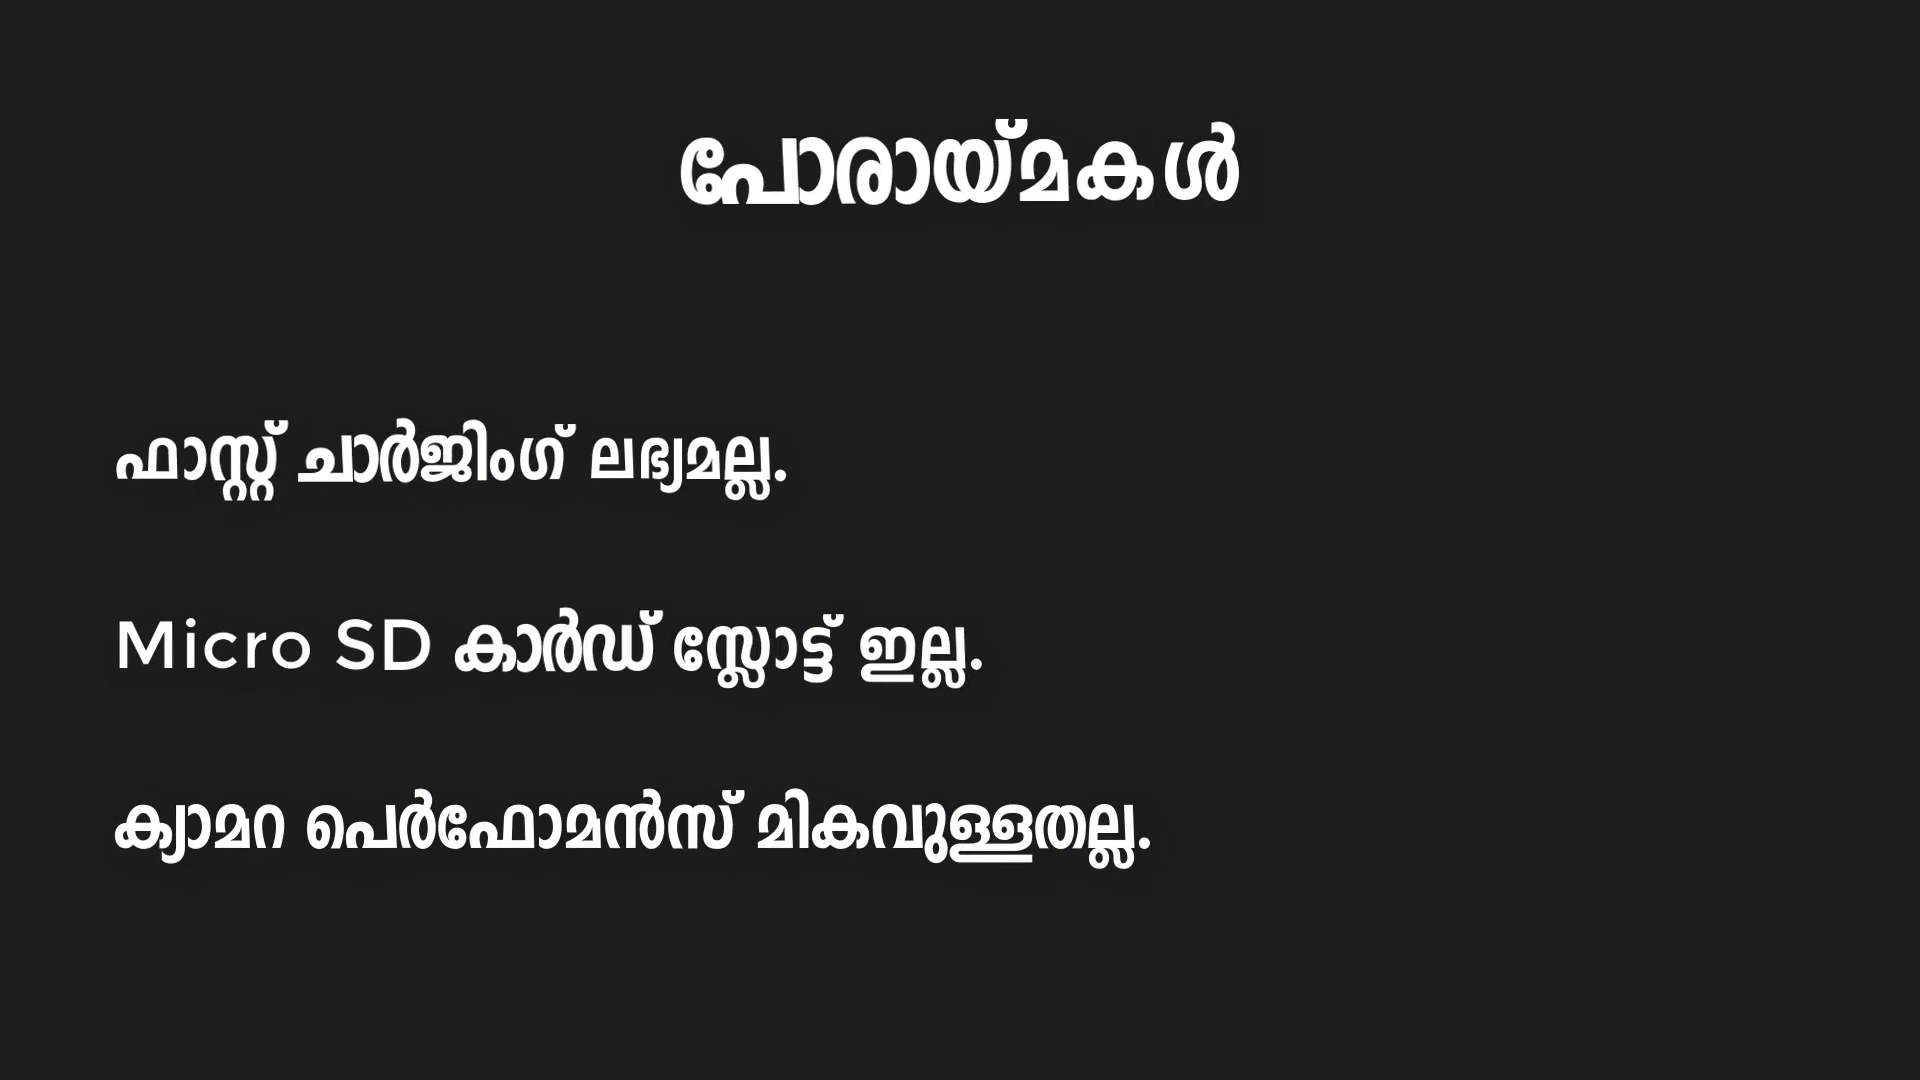 പോരായ്മകൾ
ഫാസ്റ്റ് ചാർജിംഗ് ലഭ്യമല്ല.
Micro SD കാർഡ് സ്ലോട്ട് ഇല്ല.
ക്യാമറ പെർഫോമൻസ് മികവുള്ളതല്ല.